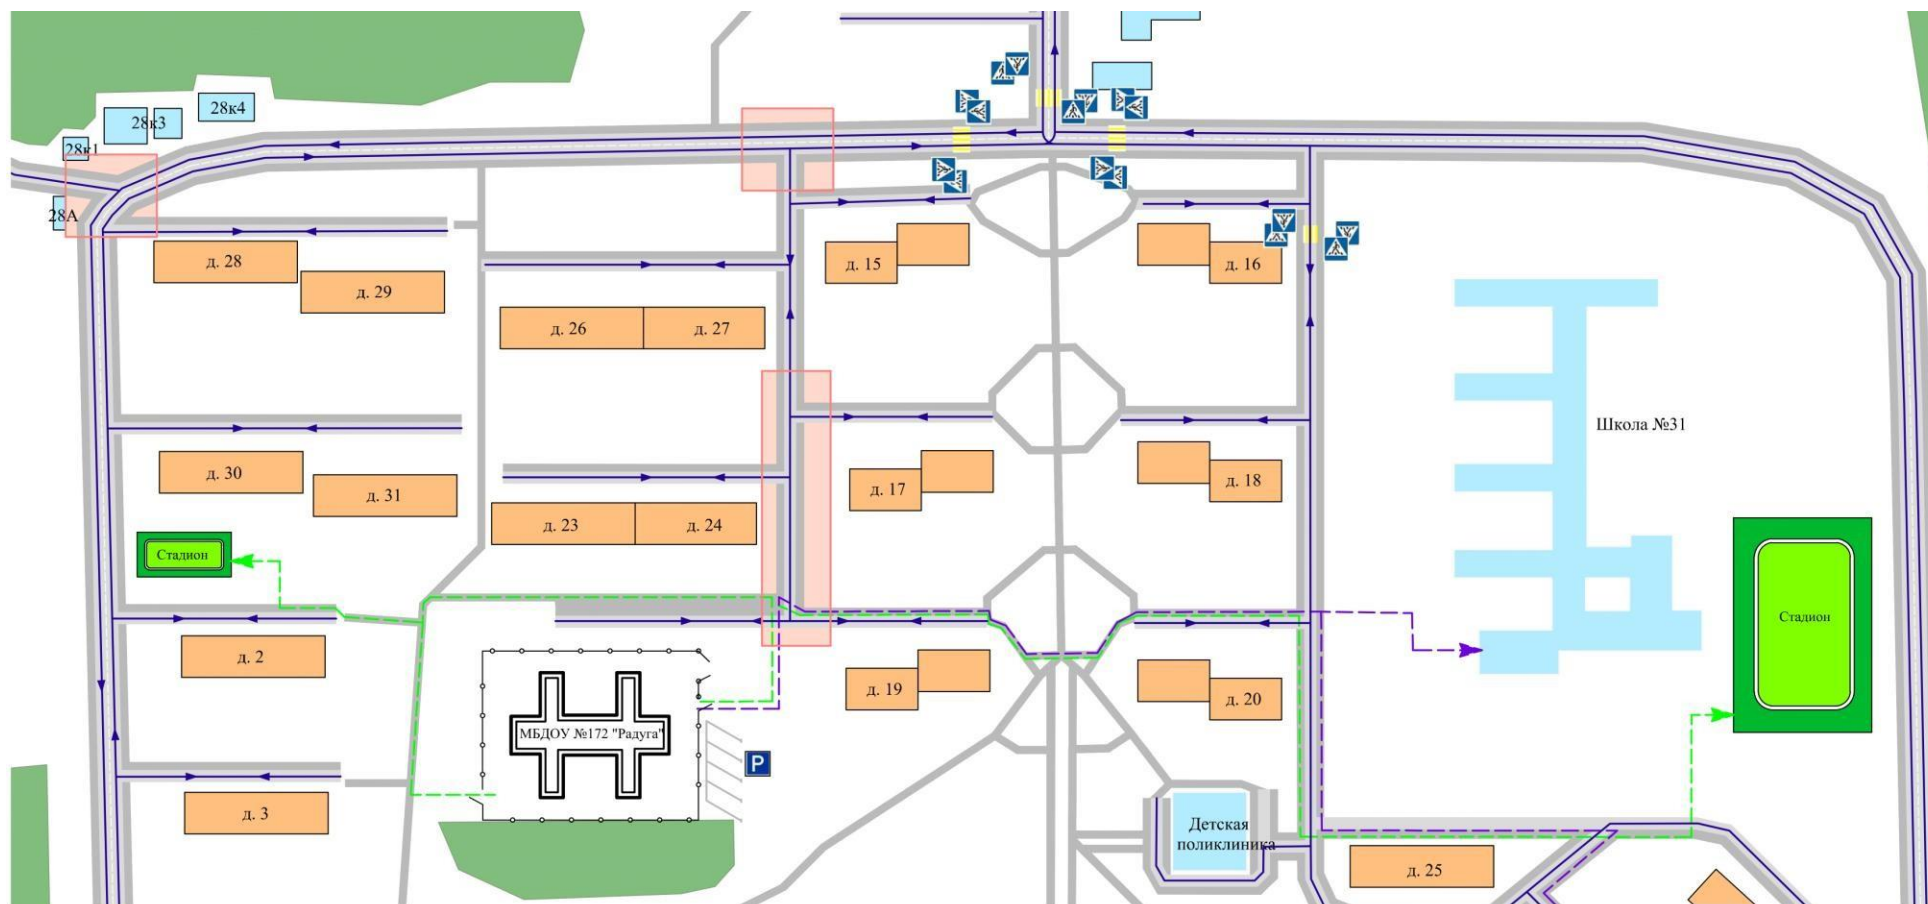 28к4
28к3
28к1
28А
д. 28
д. 29
д. 15
д. 16
д. 26
д. 27
Школа №31
д. 30
д. 31
д. 17
д. 18
д. 23
д. 24
Стадион
Стадион
д. 2
д. 19
д. 20
МБДОУ №172 "Радуга"
P
д. 3
Детская
поликлиника
д. 25